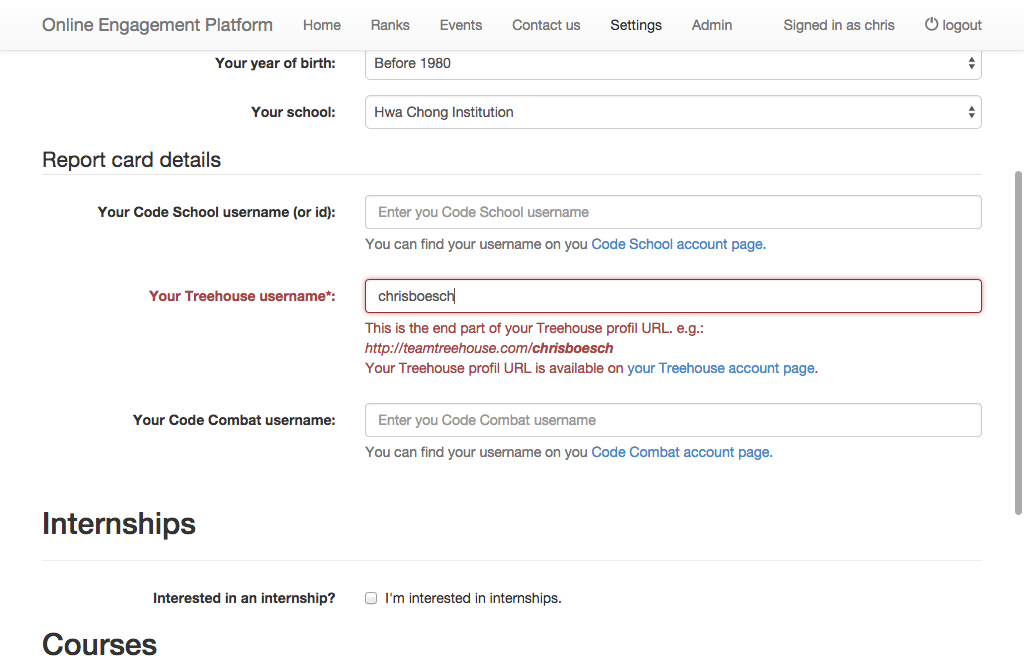 Online Engagement Platform Home Ranks Events Contact us Settings Admin Signed in as chris logout
Your year of birth: Before 1980
Your school: Hwa Chong Institution
Report card details
Your Code School username (or id): Enter you Code School username
You can find your username on you Code School account page.
Your Treehouse username*: chrisboesch
This is the end part of your Treehouse profil URL. e.g.:
http://teamtreehouse.com/chrisboesch
Your Treehouse profil URL is available on your Treehouse account page.
Your Code Combat username: Enter you Code Combat username
You can find your username on you Code Combat account page.
Internships
Interested in an internship? I'm interested in internships.
Courses